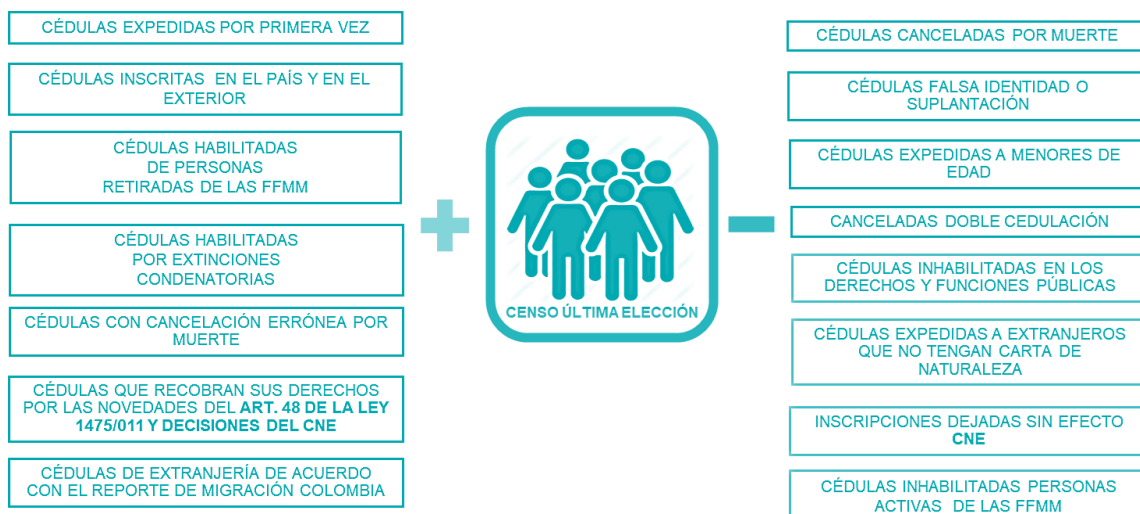 CÉDULAS EXPEDIDAS POR PRIMERA VEZ
CÉDULAS INSCRITAS EN EL PAÍS Y EN EL
EXTERIOR
CÉDULAS HABILITADAS
DE PERSONAS
RETIRADAS DE LAS FFMM
CÉDULAS HABILITADAS
POR EXTINCIONES
CONDENATORIAS
CÉDULAS CON CANCELACIÓN ERRÓNEA POR
MUERTE
CÉDULAS QUE RECOBRAN SUS DERECHOS
POR LAS NOVEDADES DEL ART. 48 DE LA LEY
1475/011 Y DECISIONES DEL CNE
CÉDULAS DE EXTRANJERÍA DE ACUERDO
CON EL REPORTE DE MIGRACIÓN COLOMBIA
+
CENSO ÚLTIMA ELECCIÓN
−
CÉDULAS CANCELADAS POR MUERTE
CÉDULAS FALSA IDENTIDAD O
SUPLANTACIÓN
CÉDULAS EXPEDIDAS A MENORES DE
EDAD
CANCELADAS DOBLE CEDULACIÓN
CÉDULAS INHABILITADAS EN LOS
DERECHOS Y FUNCIONES PÚBLICAS
CÉDULAS EXPEDIDAS A EXTRANJEROS
QUE NO TENGAN CARTA DE
NATURALEZA
INSCRIPCIONES DEJADAS SIN EFECTO
CNE
CÉDULAS INHABILITADAS PERSONAS
ACTIVAS DE LAS FFMM